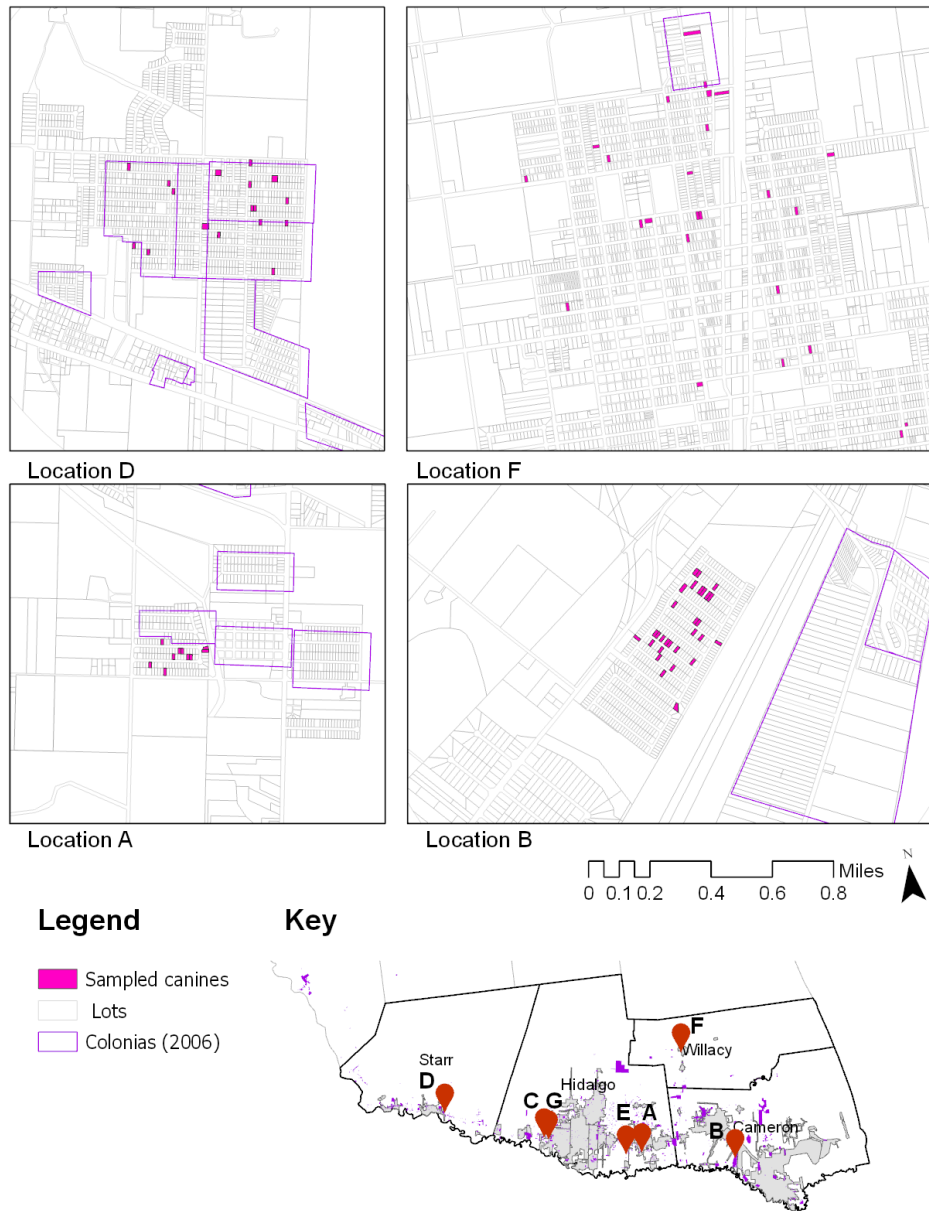 Location D
Location F
Location A
Location B
Miles
0 0.1 0.2 0.4 0.6 0.8
N
Legend
Sampled canines
Lots
Colonias (2006)
Key
F
Willacy
Starr
D
Hidalgo
C G
E A
B Cameron